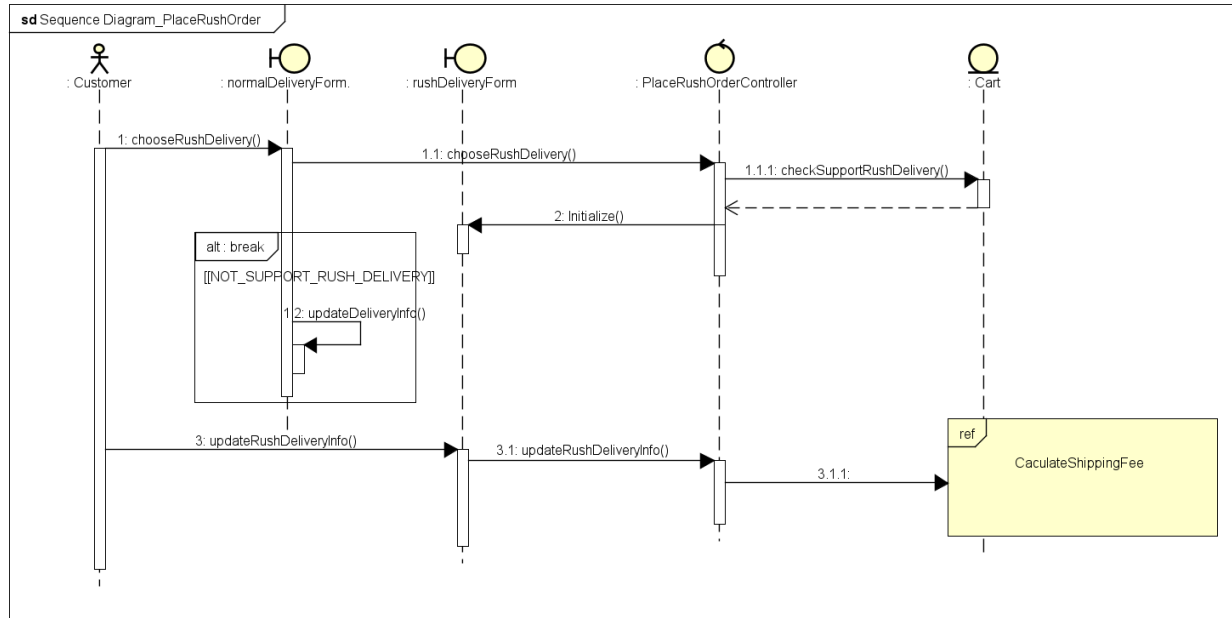 sd Sequence Diagram_PlaceRushOrder
: Customer
: normalDeliveryForm.
: rushDeliveryForm
: PlaceRushOrderController
: Cart
1: chooseRushDelivery()
1.1: chooseRushDelivery()
1.1.1: checkSupportRushDelivery()
2: Initialize()
alt : break
[[NOT_SUPPORT_RUSH_DELIVERY]]
1.2: updateDeliveryInfo()
3: updateRushDeliveryInfo()
3.1: updateRushDeliveryInfo()
3.1.1:
ref
CaculateShippingFee